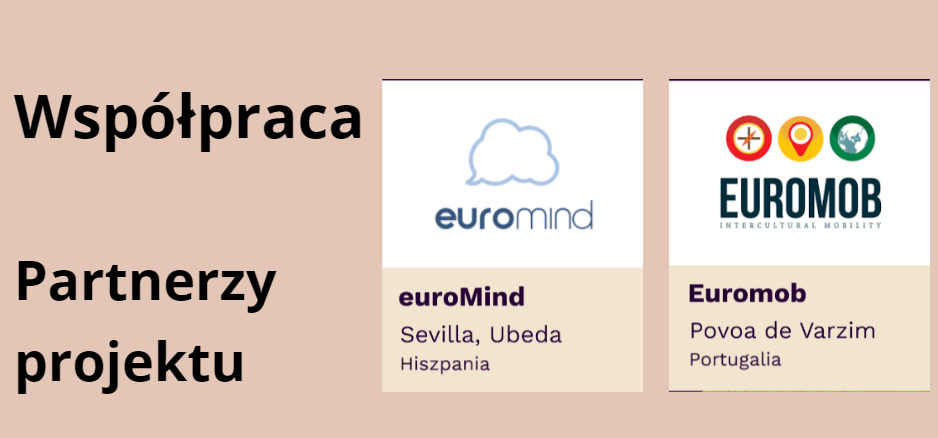 Współpraca
Partnerzy
projektu
euromind
euroMind
Sevilla, Ubeda
Hiszpania
EUROMOB
INTERCULTURAL MOBILITY
Euromob
Povoa de Varzim
Portugalia